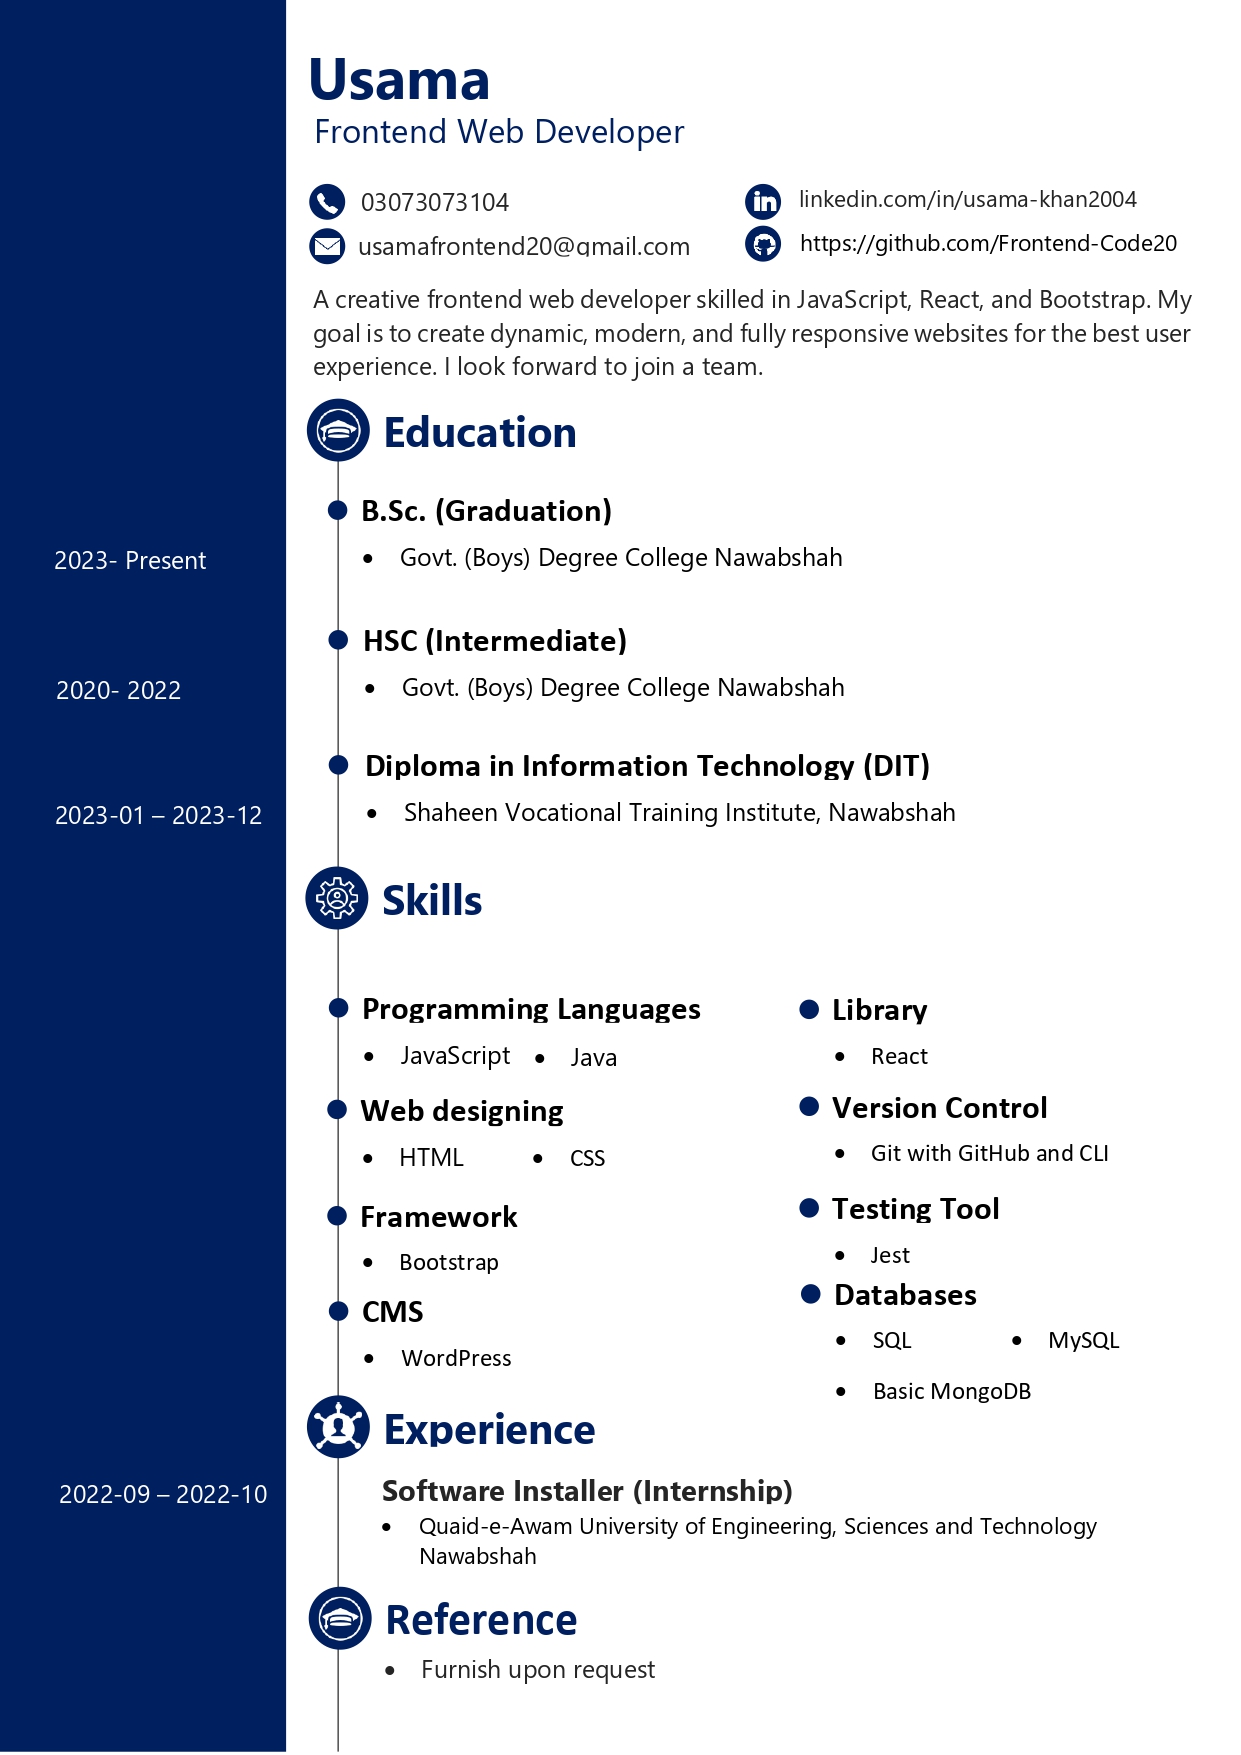 Usama
Frontend Web Developer
03073073104
linkedin.com/in/usama-khan2004
usamafrontend20@gmail.com
https://github.com/Frontend-Code20
A creative frontend web developer skilled in JavaScript, React, and Bootstrap. My
goal is to create dynamic, modern, and fully responsive websites for the best user
experience. I look forward to join a team.
Education
B.Sc. (Graduation)
2023- Present
• Govt. (Boys) Degree College Nawabshah
HSC (Intermediate)
2020- 2022
• Govt. (Boys) Degree College Nawabshah
Diploma in Information Technology (DIT)
2023-01 – 2023-12
• Shaheen Vocational Training Institute, Nawabshah
Skills
Programming Languages
• JavaScript • Java
Web designing
• HTML • CSS
Framework
• Bootstrap
CMS
• WordPress
Library
• React
Version Control
• Git with GitHub and CLI
Testing Tool
• Jest
Databases
• SQL • MySQL
• Basic MongoDB
Experience
2022-09 – 2022-10
Software Installer (Internship)
• Quaid-e-Awam University of Engineering, Sciences and Technology
Nawabshah
Reference
• Furnish upon request